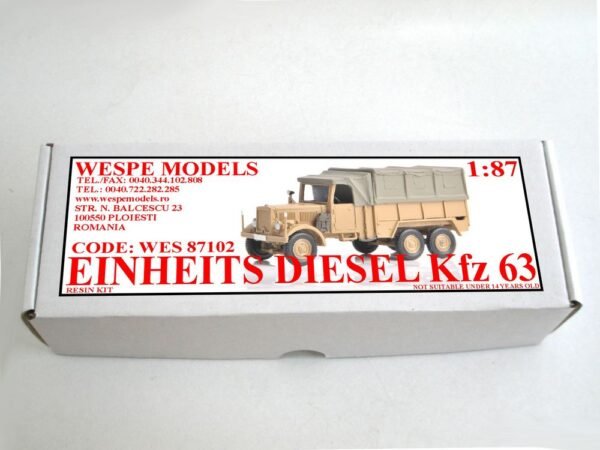 WESPE MODELS
1:87
TEL./FAX: 0040.344.102.808
TEL.: 0040.722.282.285
www.wespemodels.ro
STR. N. BALCESCU 23
100550 PLOIESTI
ROMANIA
CODE: WES 87102
EINHEITS DIESEL Kfz 63
RESIN KIT
NOT SUITABLE UNDER 14 YEARS OLD